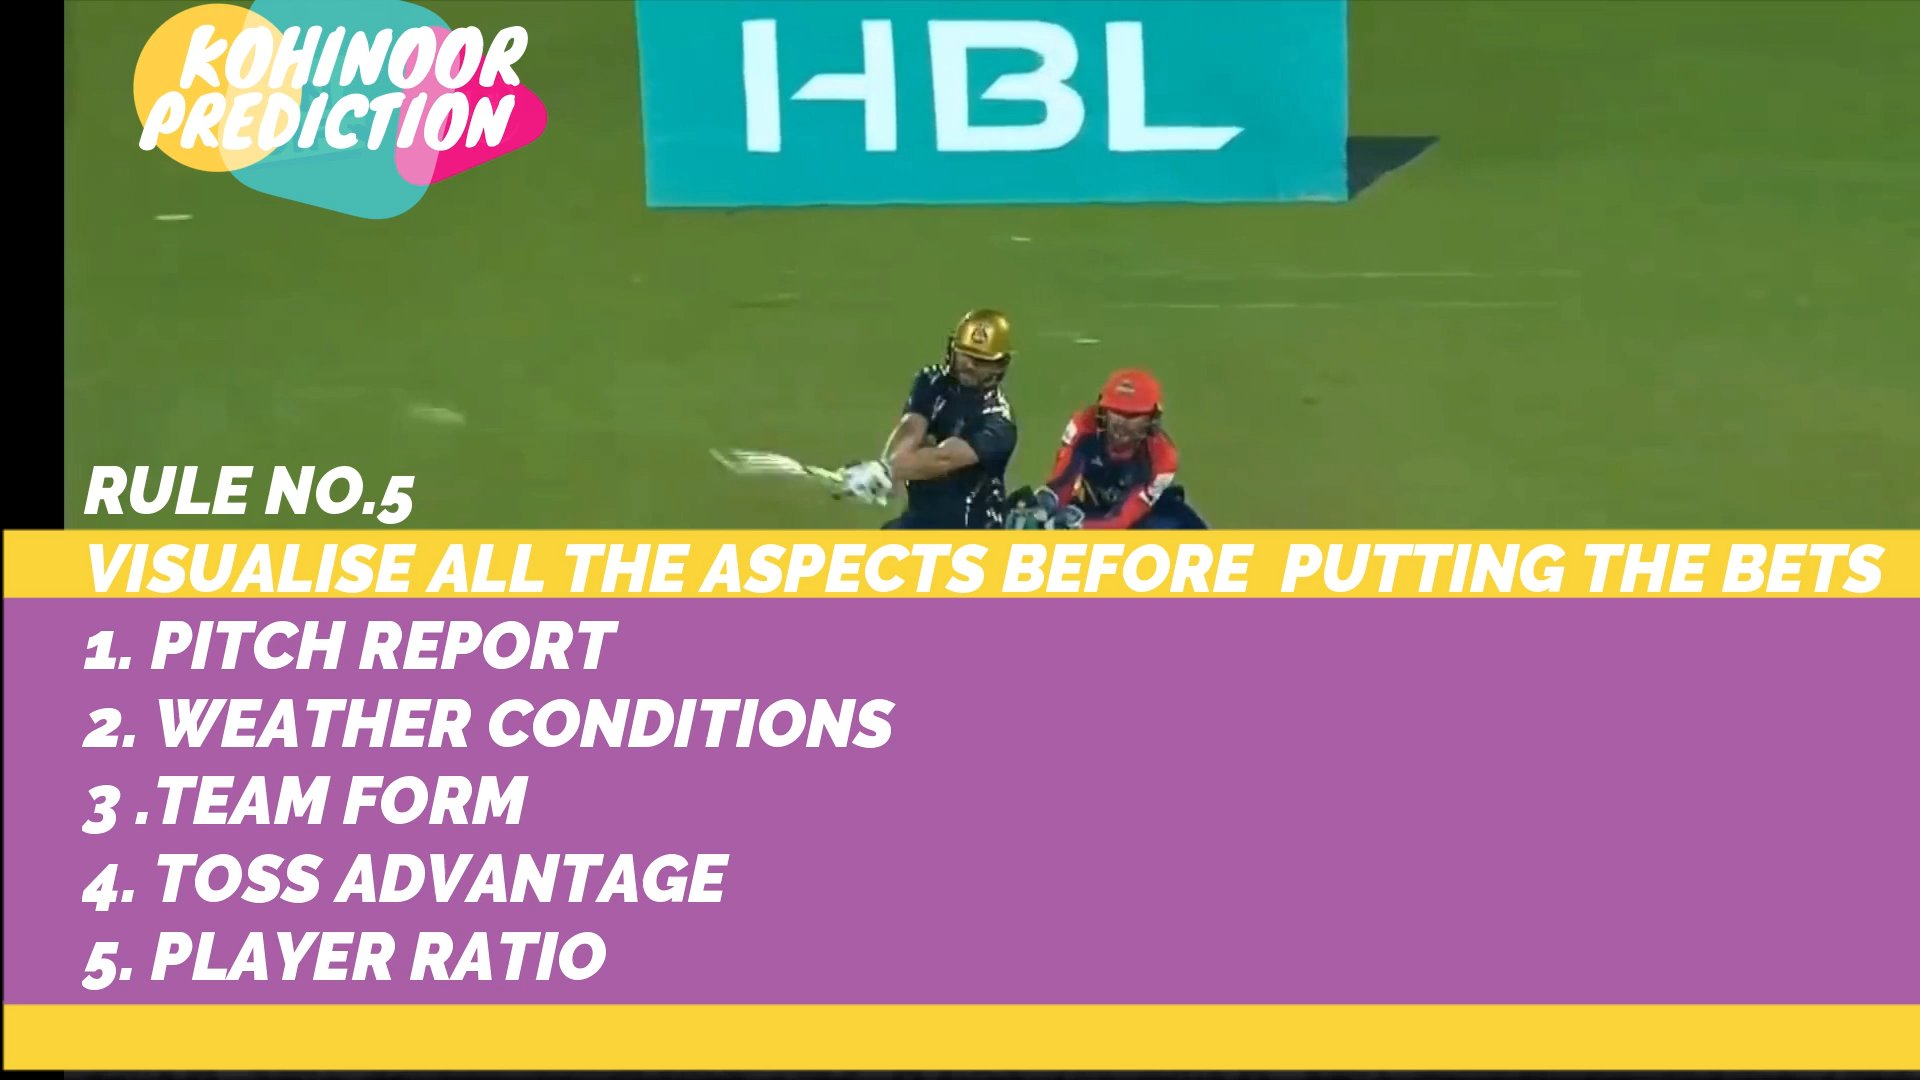 KOHINOOR
PREDICTION
HBL
RULE NO.5
VISUALISE ALL THE ASPECTS BEFORE PUTTING THE BETS
1. PITCH REPORT
2. WEATHER CONDITIONS
3 .TEAM FORM
4. TOSS ADVANTAGE
5. PLAYER RATIO